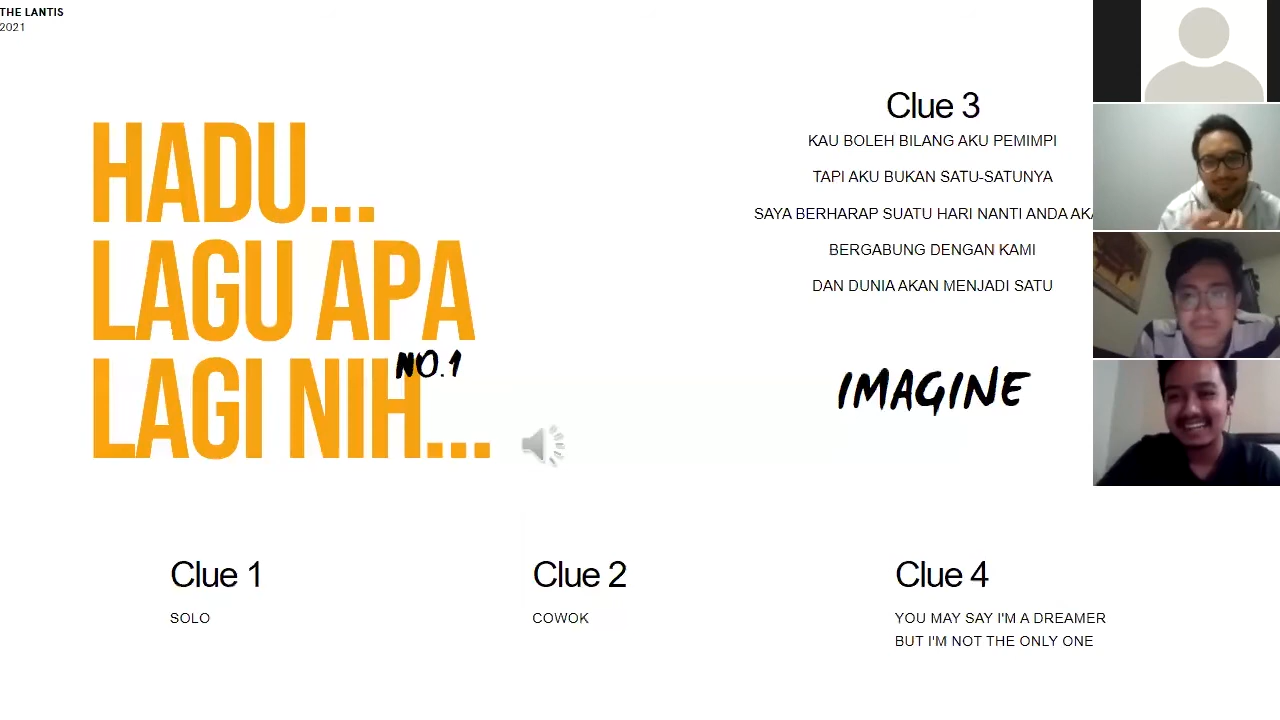 THE LANTIS
2021
HADU...
LAGU APA
LAGI NIH...
NO.1
Clue 3
KAU BOLEH BILANG AKU PEMIMPI
TAPI AKU BUKAN SATU-SATUNYA
SAYA BERHARAP SUATU HARI NANTI ANDA
BERGABUNG DENGAN KAMI
DAN DUNIA AKAN MENJADI SATU
IMAGINE
Clue 1
SOLO
Clue 2
COWOK
Clue 4
YOU MAY SAY I'M A DREAMER
BUT I'M NOT THE ONLY ONE